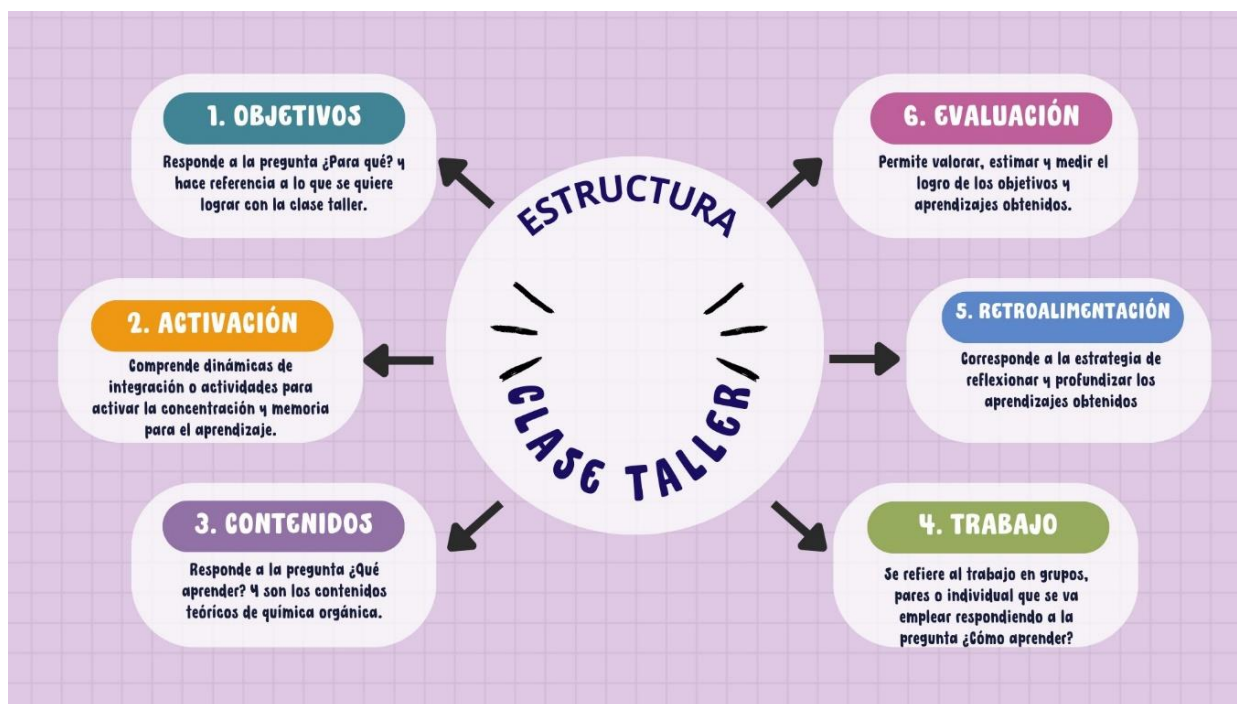 ESTRUCTURA
CLASE TALLER
1. OBJETIVOS
Responde a la pregunta ¿Para qué? y
hace referencia a lo que se quiere
lograr con la clase taller.
2. ACTIVACIÓN
Comprende dinámicas de
integración o actividades para
activar la concentración y memoria
para el aprendizaje.
3. CONTENIDOS
Responde a la pregunta ¿Qué
aprender? Y son los contenidos
teóricos de química orgánica.
4. TRABAJO
Se refiere al trabajo en grupos,
pares o individual que se va
emplear respondiendo a la
pregunta ¿Cómo aprender?
5. RETROALIMENTACIÓN
Corresponde a la estrategia de
reflexionar y profundizar los
aprendizajes obtenidos
6. EVALUACIÓN
Permite valorar, estimar y medir el
logro de los objetivos y
aprendizajes obtenidos.